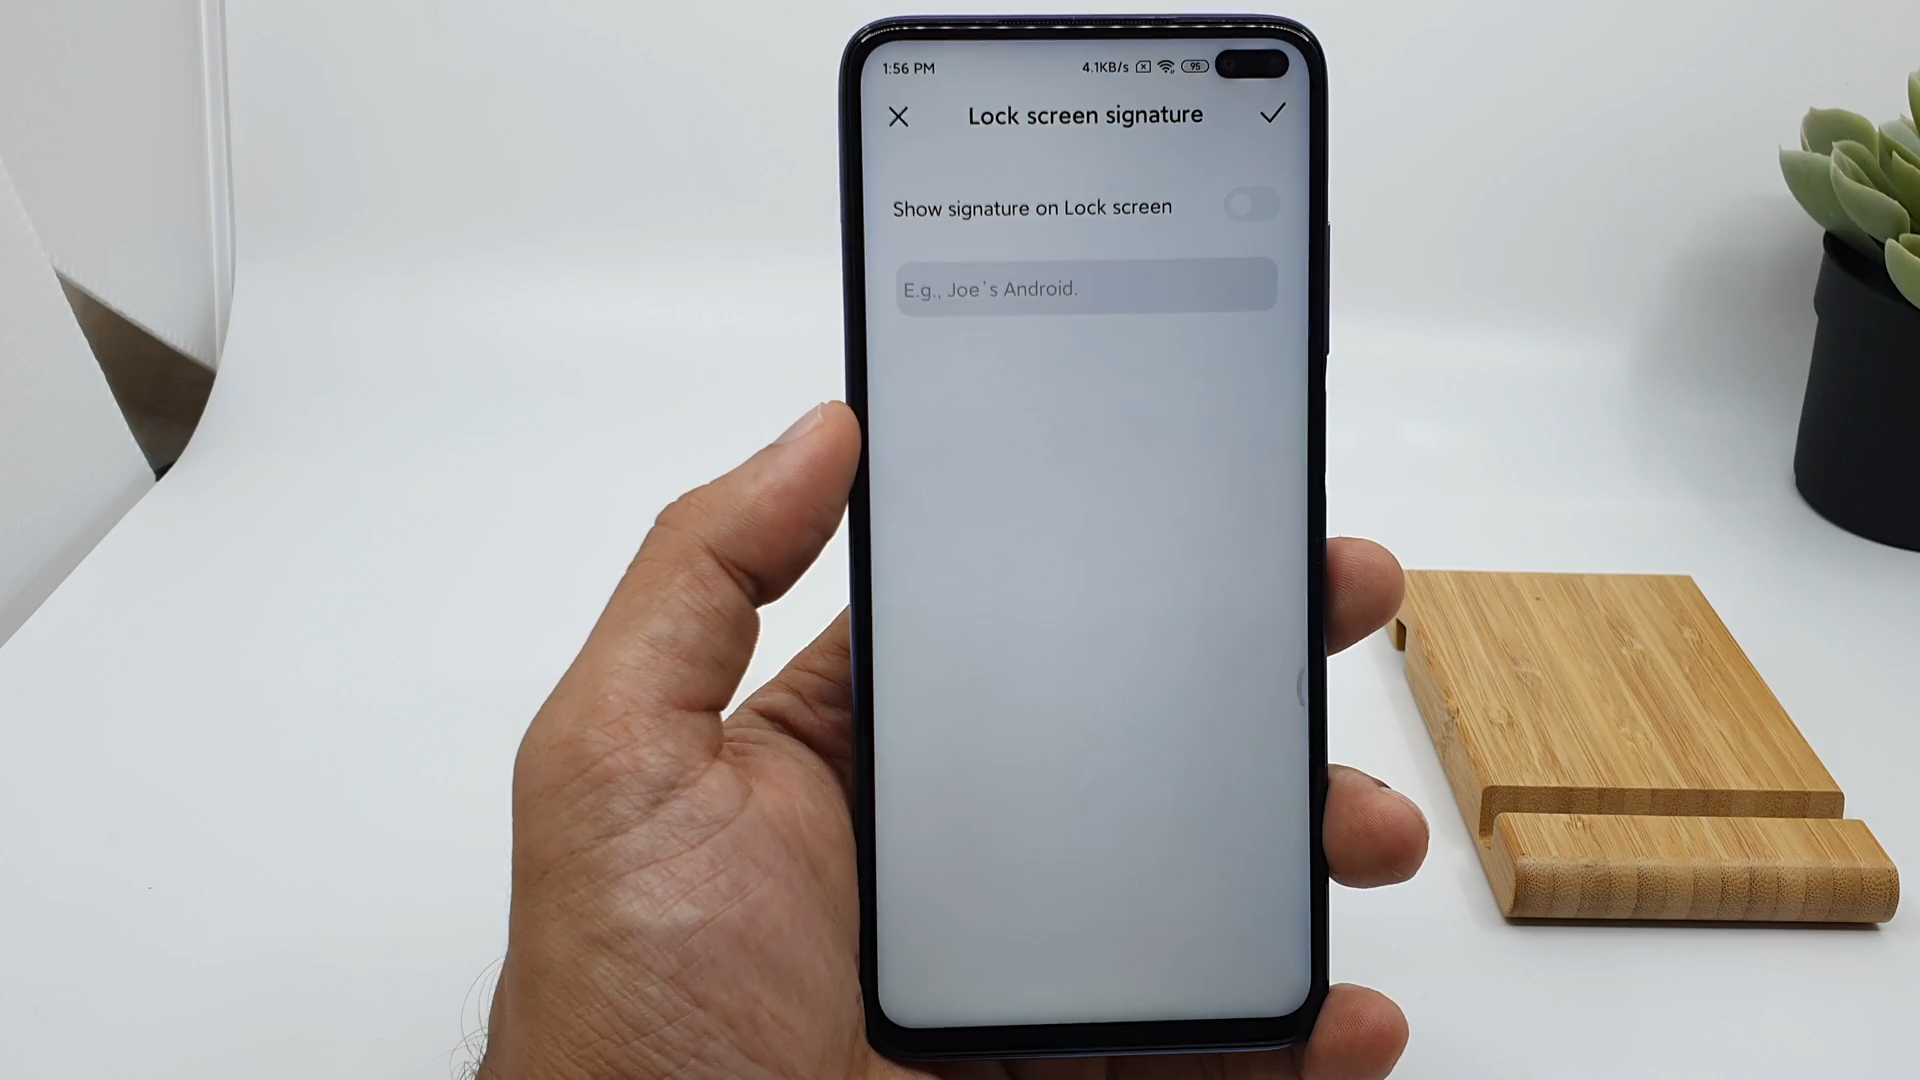 1:56 PM 4.1KB/s 95
Lock screen signature
Show signature on Lock screen
E.g., Joe's Android.